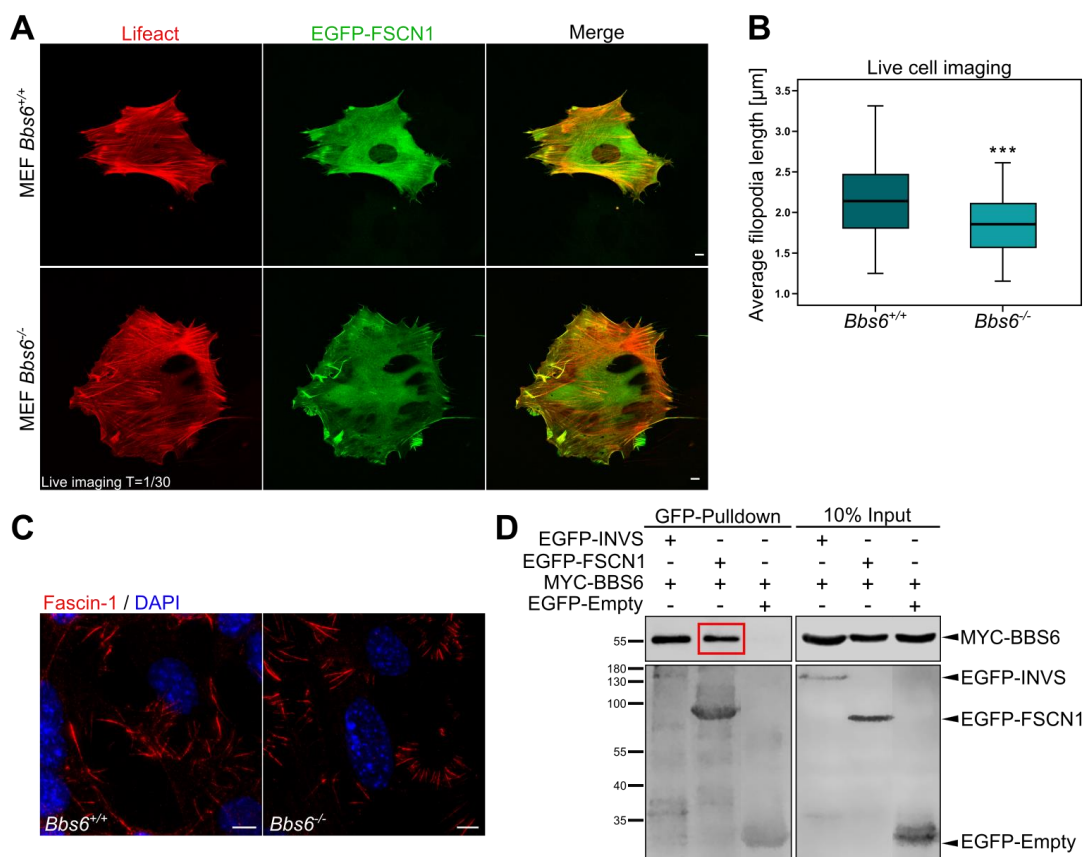 A
Lifeact EGFP-FSCN1 Merge
MEF Bbs6+/+
MEF Bbs6-/-
Live imaging T=1/30
B
Live cell imaging
Average filopodia length [µm]
3.5
3.0
2.5
2.0
1.5
1.0
***
Bbs6+/+ Bbs6-/-
C
Fascin-1 / DAPI
Bbs6+/+ Bbs6-/-
D
GFP-Pulldown 10% Input
EGFP-INVS + - - + - -
EGFP-FSCN1 - + - - + -
MYC-BBS6 + + + + + +
EGFP-Empty - - + - - +
55 MYC-BBS6
180
130 EGFP-INVS
100 EGFP-FSCN1
55
40
35
EGFP-Empty